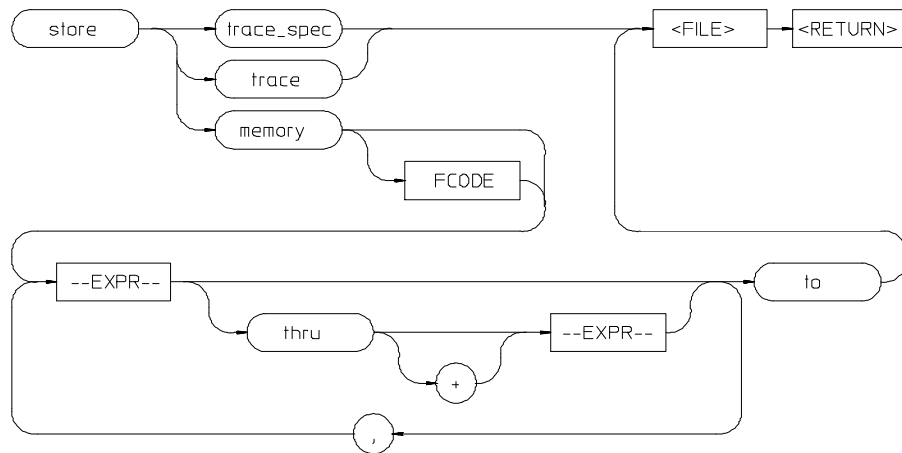 store
trace_spec
<FILE>
<RETURN>
trace
memory
FCODE
--EXPR--
to
thru
--EXPR--
+
,